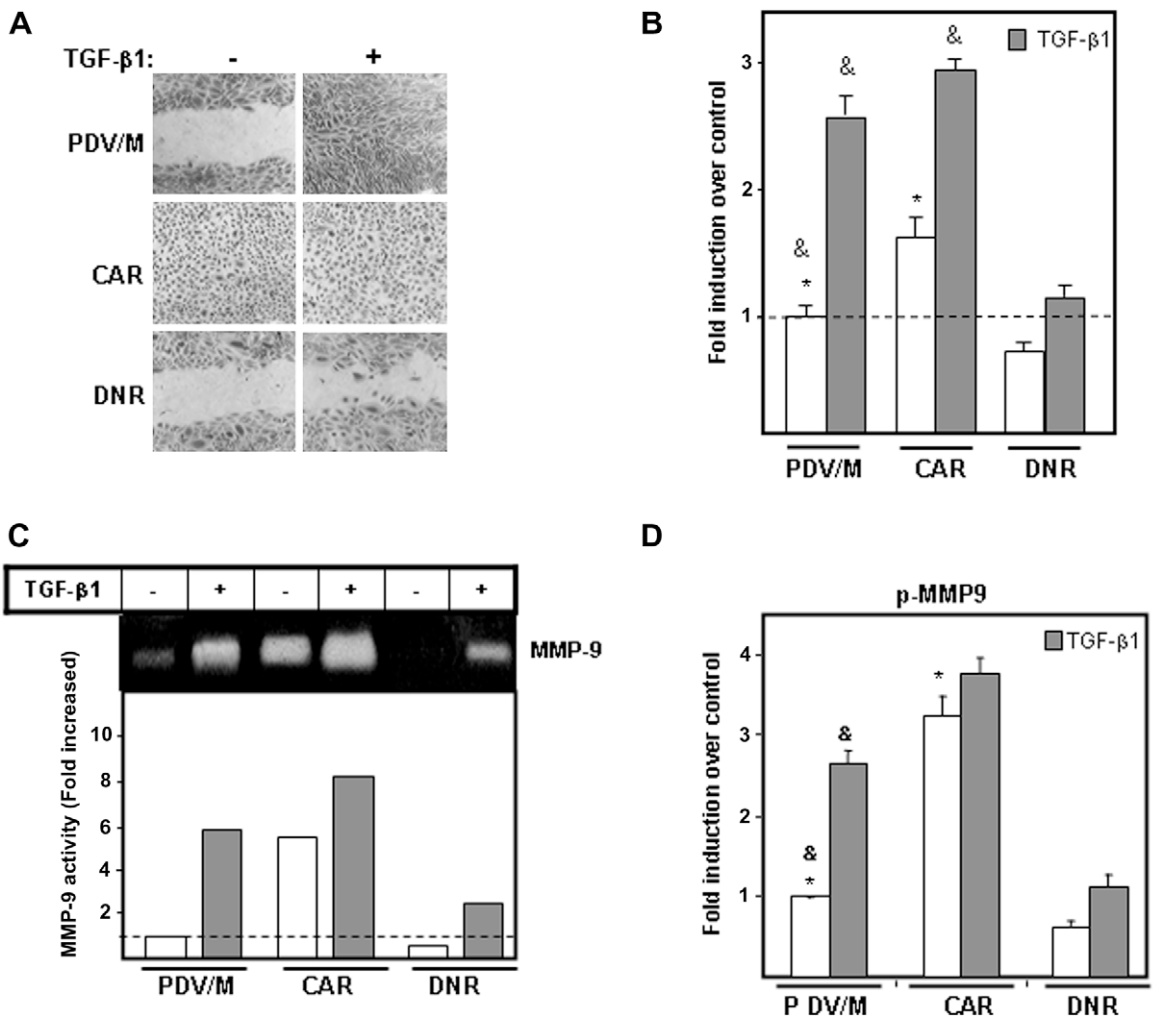 A
TGF-β1: - +
PDV/M
CAR
DNR
B
TGF-β1
Fold induction over control
3
2
1
& * & * &
PDV/M CAR DNR
C
TGF-β1 - + - + - +
MMP-9
MMP-9 activity (Fold increased)
10
8
6
4
2
PDV/M CAR DNR
D
p-MMP9
TGF-β1
Fold induction over control
4
3
2
1
& * & *
P DV/M CAR DNR